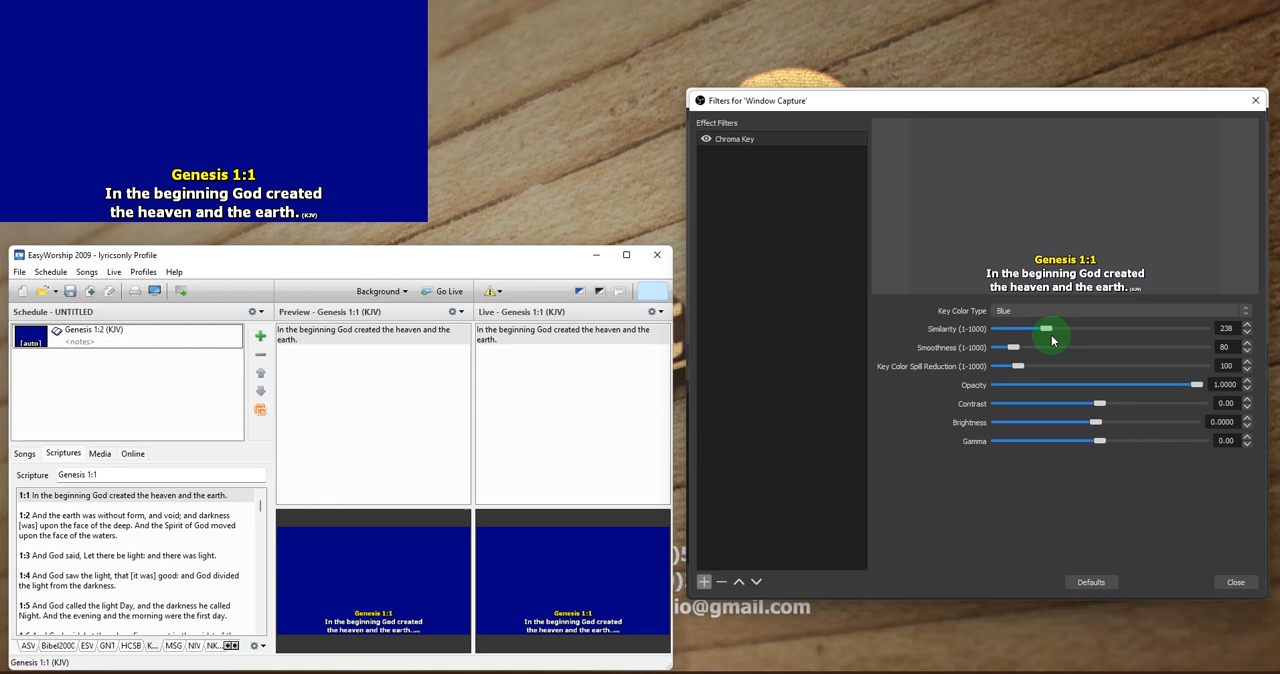 Genesis 1:1
In the beginning God created
the heaven and the earth. (KJV)
EasyWorship 2009 - lyricsonly Profile
File Schedule Songs Live Profiles Help
Background Go Live
Schedule - UNTITLED
Genesis 1:2 (KJV)
<notes>
[auto]
Songs Scriptures Media Online
Scripture Genesis 1:1
1:1 In the beginning God created the heaven and the earth.
1:2 And the earth was without form, and void; and darkness
[was] upon the face of the deep. And the Spirit of God moved
upon the face of the waters.
1:3 And God said, Let there be light: and there was light.
1:4 And God saw the light, that [it was] good: and God divided
the light from the darkness.
1:5 And God called the light Day, and the darkness he called
Night. And the evening and the morning were the first day.
ASV Bibel2000 ESV GNT HCSB K... MSG NIV NK...
Genesis 1:1 (KJV)
Preview - Genesis 1:1 (KJV)
In the beginning God created the heaven and the
earth.
Genesis 1:1
In the beginning God created
the heaven and the earth.
Live - Genesis 1:1 (KJV)
In the beginning God created the heaven and the
earth.
Genesis 1:1
In the beginning God created
the heaven and the earth.
Filters for 'Window Capture'
Effect Filters
Chroma Key
Genesis 1:1
In the beginning God created
the heaven and the earth. (KJV)
Key Color Type Blue
Similarity (1-1000) 238
Smoothness (1-1000) 80
Key Color Spill Reduction (1-1000) 100
Opacity 1.0000
Contrast 0.00
Brightness 0.0000
Gamma 0.00
Defaults Close
io@gmail.com